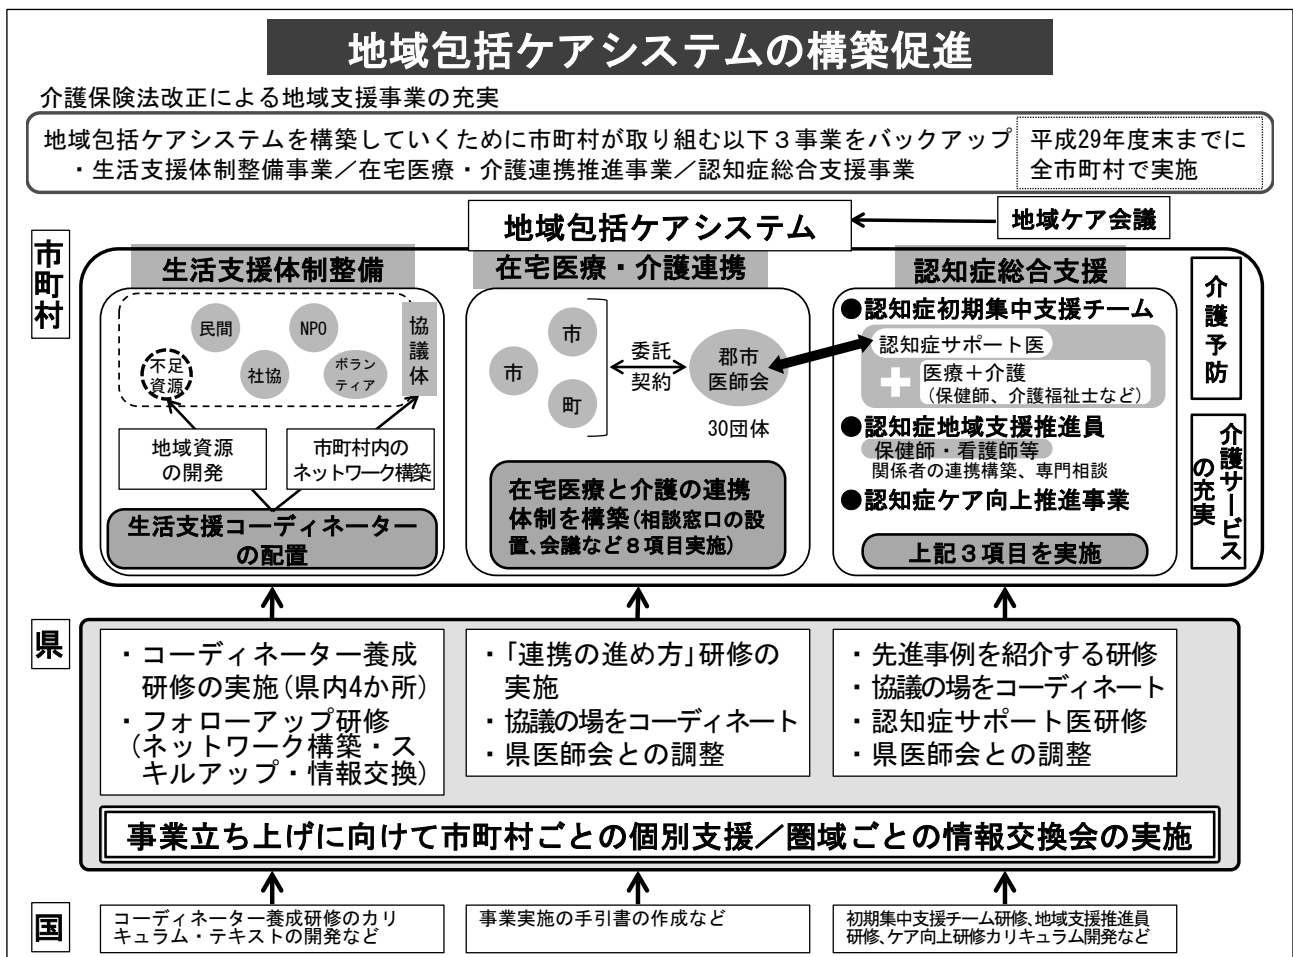 地域包括ケアシステムの構築促進
介護保険法改正による地域支援事業の充実
地域包括ケアシステムを構築していくために市町村が取り組む以下３事業をバックアップ
・生活支援体制整備事業／在宅医療・介護連携推進事業／認知症総合支援事業
平成29年度末までに
全市町村で実施
市町村
地域包括ケアシステム
地域ケア会議
生活支援体制整備
民間
NPO
協議体
不足
資源
社協
ボラン
ティア
地域資源
の開発
市町村内の
ネットワーク構築
生活支援コーディネーター
の配置
在宅医療・介護連携
市
市
町
委託
契約
郡市
医師会
30団体
在宅医療と介護の連携
体制を構築（相談窓口の設
置、会議など８項目実施）
認知症総合支援
●認知症初期集中支援チーム
認知症サポート医
医療＋介護
（保健師、介護福祉士など）
●認知症地域支援推進員
保健師・看護師等
関係者の連携構築、専門相談
●認知症ケア向上推進事業
上記３項目を実施
介護予防
介護サービス
の充実
県
・コーディネーター養成
研修の実施（県内4か所）
・フォローアップ研修
（ネットワーク構築・ス
キルアップ・情報交換）
・「連携の進め方」研修の
実施
・協議の場をコーディネート
・県医師会との調整
・先進事例を紹介する研修
・協議の場をコーディネート
・認知症サポート医研修
・県医師会との調整
事業立ち上げに向けて市町村ごとの個別支援／圏域ごとの情報交換会の実施
国
コーディネーター養成研修のカリ
キュラム・テキストの開発など
事業実施の手引書の作成など
初期集中支援チーム研修、地域支援推進員
研修、ケア向上研修カリキュラム開発など